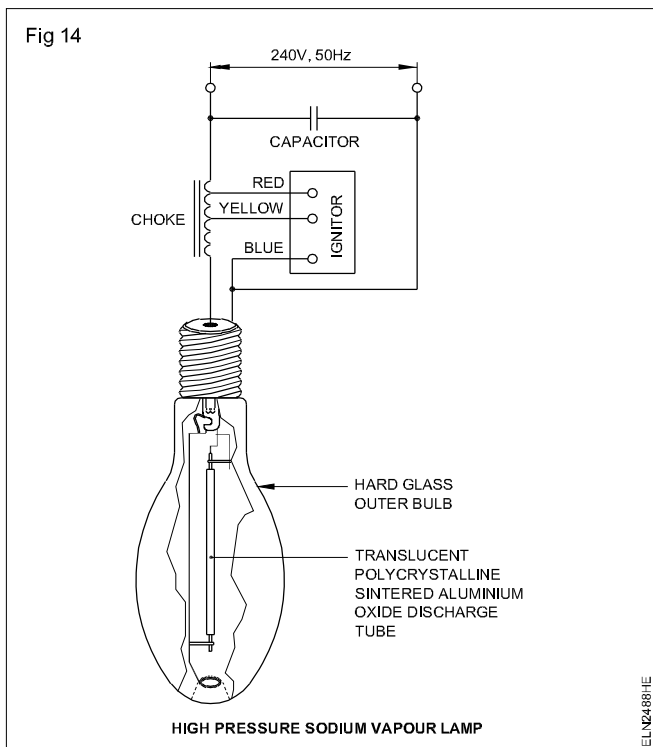 Fig 14
240V, 50Hz
CAPACITOR
RED
YELLOW
CHOKE
BLUE
IGNITOR
HARD GLASS
OUTER BULB
TRANSLUCENT
POLYCRYSTALLINE
SINTERED ALUMINIUM
OXIDE DISCHARGE
TUBE
HIGH PRESSURE SODIUM VAPOUR LAMP
ELN2488HE